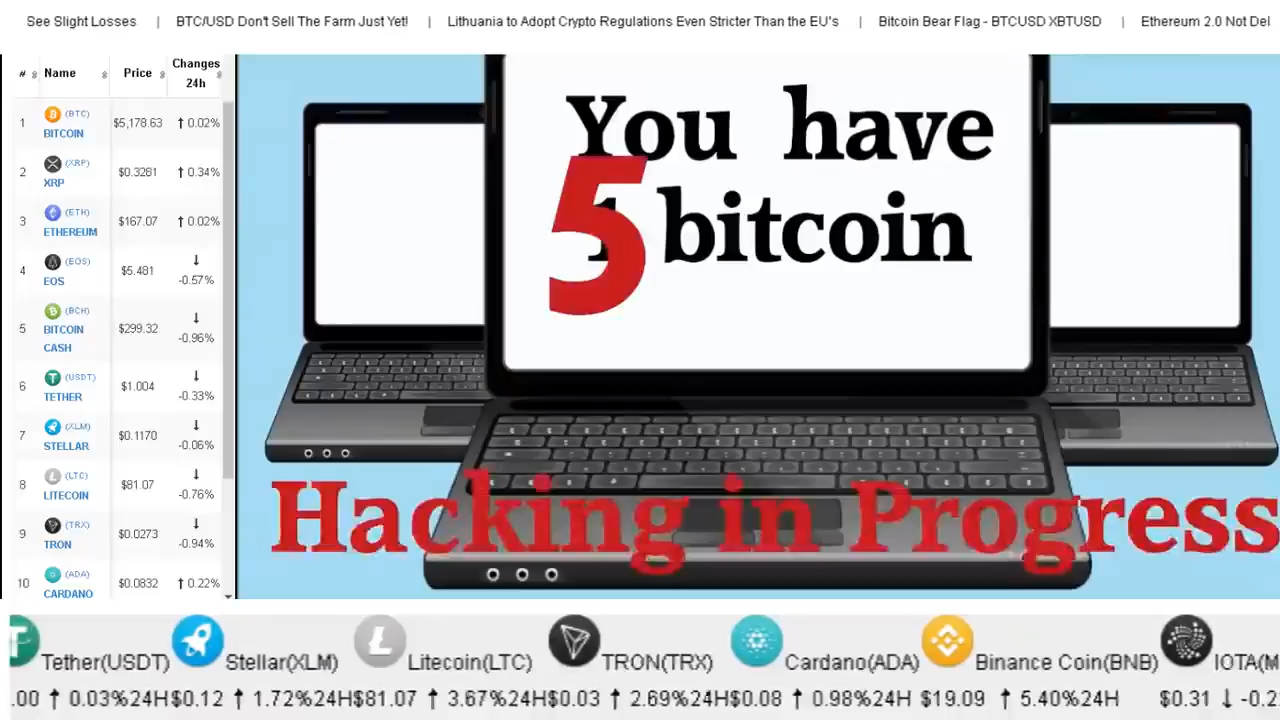 See Slight Losses | BTC/USD Don't Sell The Farm Just Yet! | Lithuania to Adopt Crypto Regulations Even Stricter Than the EU's | Bitcoin Bear Flag - BTCUSD XBTUSD | Ethereum 2.0 Not Del
# Name Price Changes 24h
1 (BTC) BITCOIN $5,178.63 ↑ 0.02%
2 (XRP) XRP $0.3281 ↑ 0.34%
3 (ETH) ETHEREUM $167.07 ↑ 0.02%
4 (EOS) EOS $5.481 ↓ -0.57%
5 (BCH) BITCOIN CASH $299.32 ↓ -0.96%
6 (USDT) TETHER $1.004 ↓ -0.33%
7 (XLM) STELLAR $0.1170 ↓ -0.06%
8 (LTC) LITECOIN $81.07 ↓ -0.76%
9 (TRX) TRON $0.0273 ↓ -0.94%
10 (ADA) CARDANO $0.0832 ↑ 0.22%
You have
5 bitcoin
Hacking in Progress
Tether(USDT) Stellar(XLM) Litecoin(LTC) TRON(TRX) Cardano(ADA) Binance Coin(BNB) IOTA(M
.00 ↑ 0.03%24H $0.12 ↑ 1.72%24H $81.07 ↑ 3.67%24H $0.03 ↑ 2.69%24H $0.08 ↑ 0.98%24H $19.09 ↑ 5.40%24H $0.31 ↓ -0.2